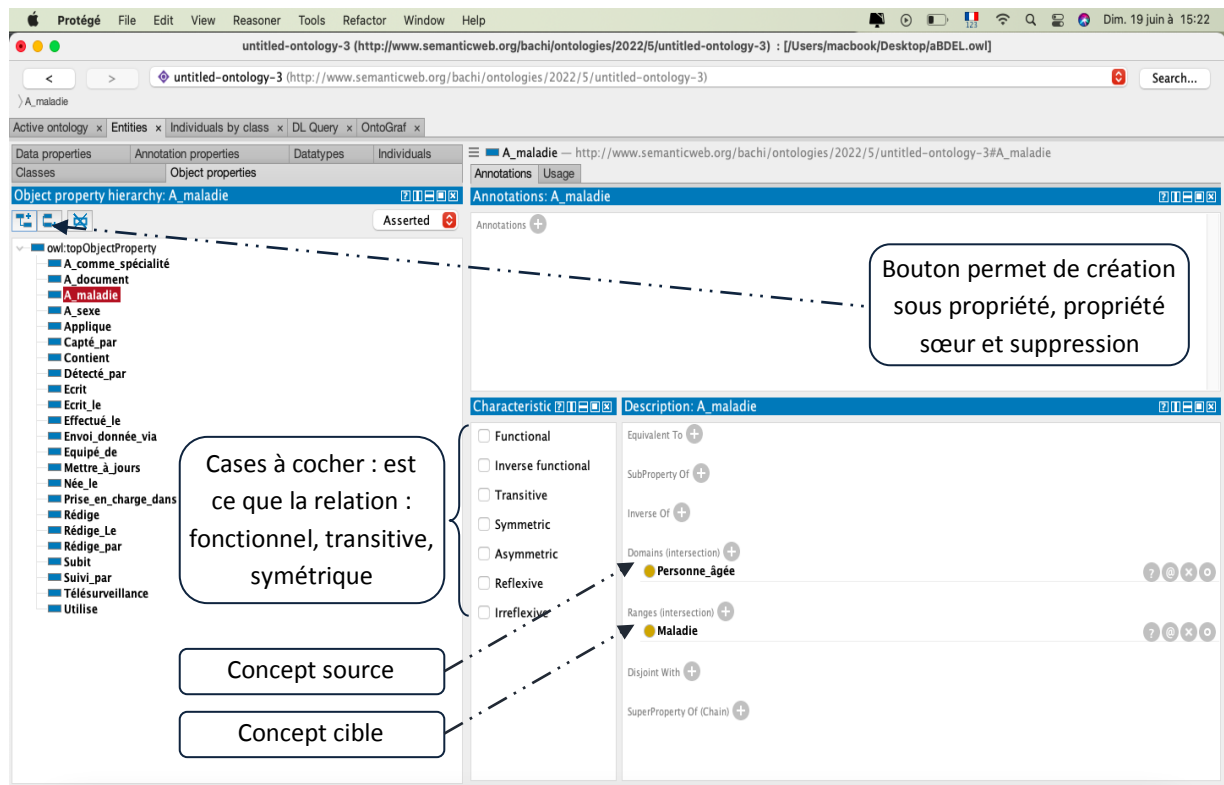 Protégé File Edit View Reasoner Tools Refactor Window Help 123 Dim. 19 juin à 15:22
untitled-ontology-3 (http://www.semanticweb.org/bachi/ontologies/2022/5/untitled-ontology-3) : [/Users/macbook/Desktop/aBDEL.owl]
< > untitled-ontology-3 (http://www.semanticweb.org/bachi/ontologies/2022/5/untitled-ontology-3) Search...
A_maladie
Active ontology × Entities × Individuals by class × DL Query × OntoGraf ×
Data properties Annotation properties Datatypes Individuals
Classes Object properties
Object property hierarchy: A_maladie
Asserted
owl:topObjectProperty
A_comme_spécialité
A_document
A_maladie
A_sexe
Applique
Capté_par
Contient
Détecté_par
Ecrit
Ecrit_le
Effectué_le
Envoi_donnée_via
Equipé_de
Mettre_à_jours
Née_le
Prise_en_charge_dans
Rédige
Rédige_Le
Rédige_par
Subit
Suivi_par
Télésurveillance
Utilise
A_maladie — http://www.semanticweb.org/bachi/ontologies/2022/5/untitled-ontology-3#A_maladie
Annotations Usage
Annotations: A_maladie
Annotations
Bouton permet de création
sous propriété, propriété
sœur et suppression
Characteristic
Functional
Inverse functional
Transitive
Symmetric
Asymmetric
Reflexive
Irreflexive
Description: A_maladie
Equivalent To
SubProperty Of
Inverse Of
Domains (intersection)
Personne_âgée
Ranges (intersection)
Maladie
Disjoint With
SuperProperty Of (Chain)
Cases à cocher : est
ce que la relation :
fonctionnel, transitive,
symétrique
Concept source
Concept cible